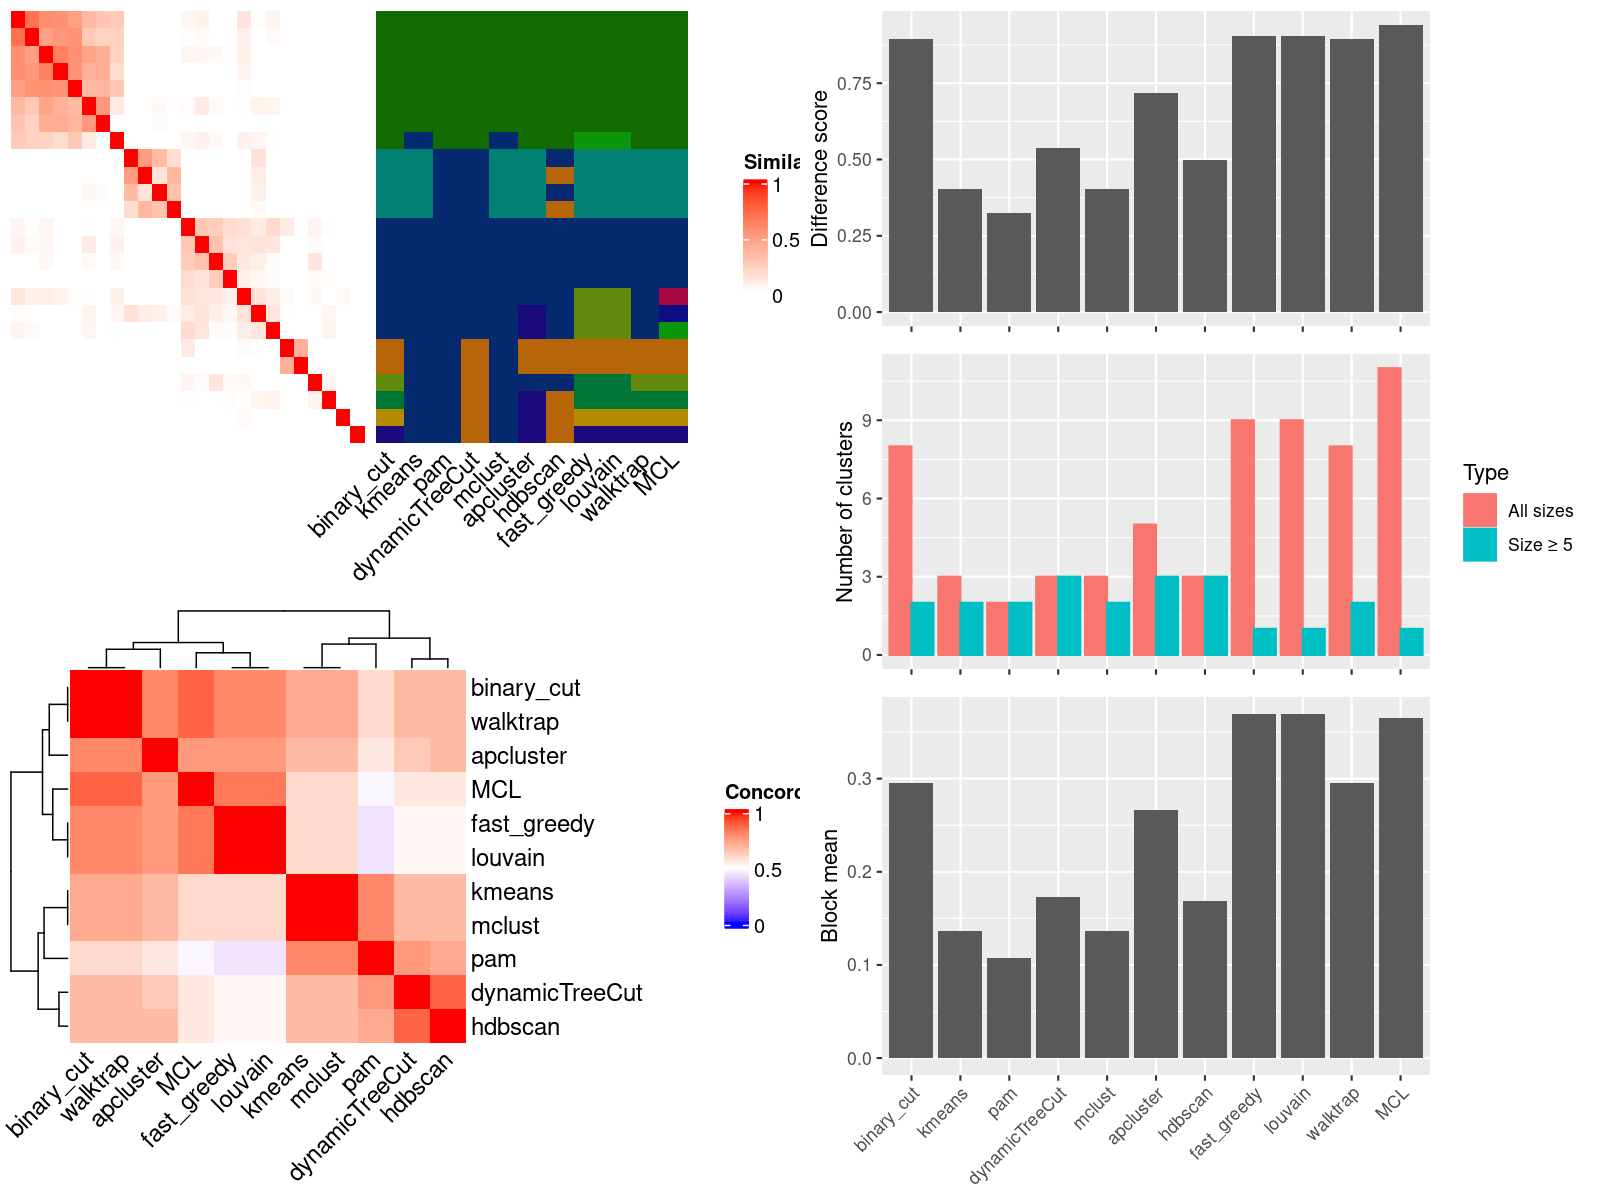 Simila
1
0.5
0
binary_cut
kmeans
pam
dynamicTreeCut
mclust
apcluster
hdbscan
fast_greedy
louvain
walktrap
MCL
binary_cut
walktrap
apcluster
MCL
fast_greedy
louvain
kmeans
mclust
pam
dynamicTreeCut
hdbscan
binary_cut
walktrap
apcluster
MCL
fast_greedy
louvain
kmeans
mclust
pam
dynamicTreeCut
hdbscan
Concord
1
0.5
0
Difference score
0.75
0.50
0.25
0.00
Number of clusters
9
6
3
0
Type
All sizes
Size ≥ 5
Block mean
0.3
0.2
0.1
0.0
binary_cut
kmeans
pam
dynamicTreeCut
mclust
apcluster
hdbscan
fast_greedy
louvain
walktrap
MCL